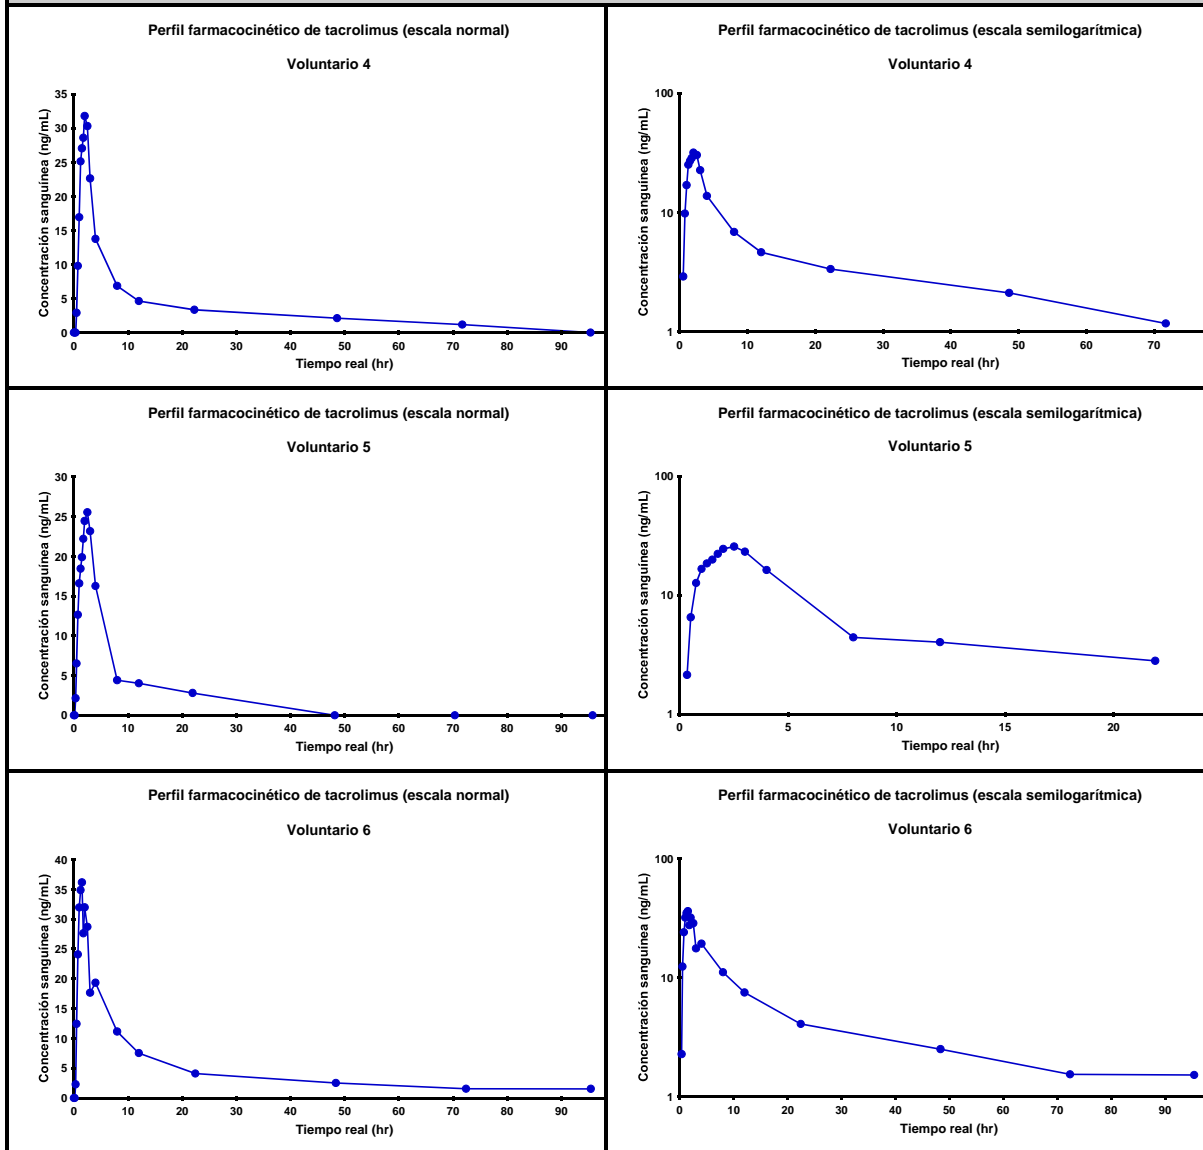 Perfil farmacocinético de tacrolimus (escala normal)
Voluntario 4
Concentración sanguínea (ng/mL)
35
30
25
20
15
10
5
0
0 10 20 30 40 50 60 70 80 90
Tiempo real (hr)
Perfil farmacocinético de tacrolimus (escala semilogarítmica)
Voluntario 4
Concentración sanguínea (ng/mL)
100
10
1
0 10 20 30 40 50 60 70
Tiempo real (hr)
Perfil farmacocinético de tacrolimus (escala normal)
Voluntario 5
Concentración sanguínea (ng/mL)
30
25
20
15
10
5
0
0 10 20 30 40 50 60 70 80 90
Tiempo real (hr)
Perfil farmacocinético de tacrolimus (escala semilogarítmica)
Voluntario 5
Concentración sanguínea (ng/mL)
100
10
1
0 5 10 15 20
Tiempo real (hr)
Perfil farmacocinético de tacrolimus (escala normal)
Voluntario 6
Concentración sanguínea (ng/mL)
40
35
30
25
20
15
10
5
0
0 10 20 30 40 50 60 70 80 90
Tiempo real (hr)
Perfil farmacocinético de tacrolimus (escala semilogarítmica)
Voluntario 6
Concentración sanguínea (ng/mL)
100
10
1
0 10 20 30 40 50 60 70 80 90
Tiempo real (hr)